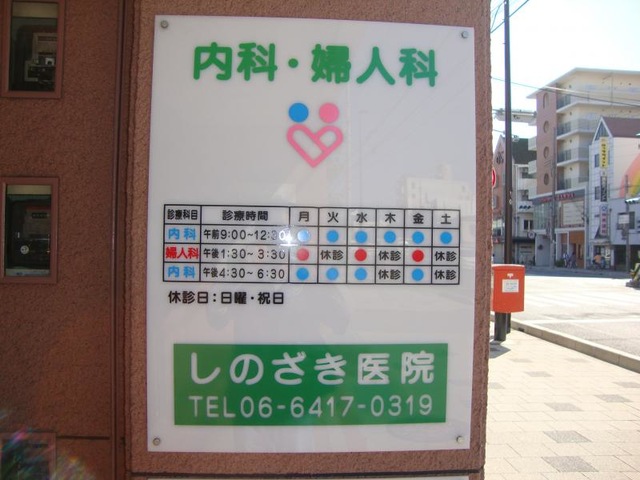 内科・婦人科
診療科目 診療時間 月 火 水 木 金 土
内科 午前9:00~12:30 ● ● ● ● ● ●
婦人科 午後1:30~3:30 ● 休診 ● 休診 ● 休診
内科 午後4:30~6:30 ● ● ● 休診 ● 休診
休診日:日曜・祝日
しのざき医院
TEL06-6417-0319